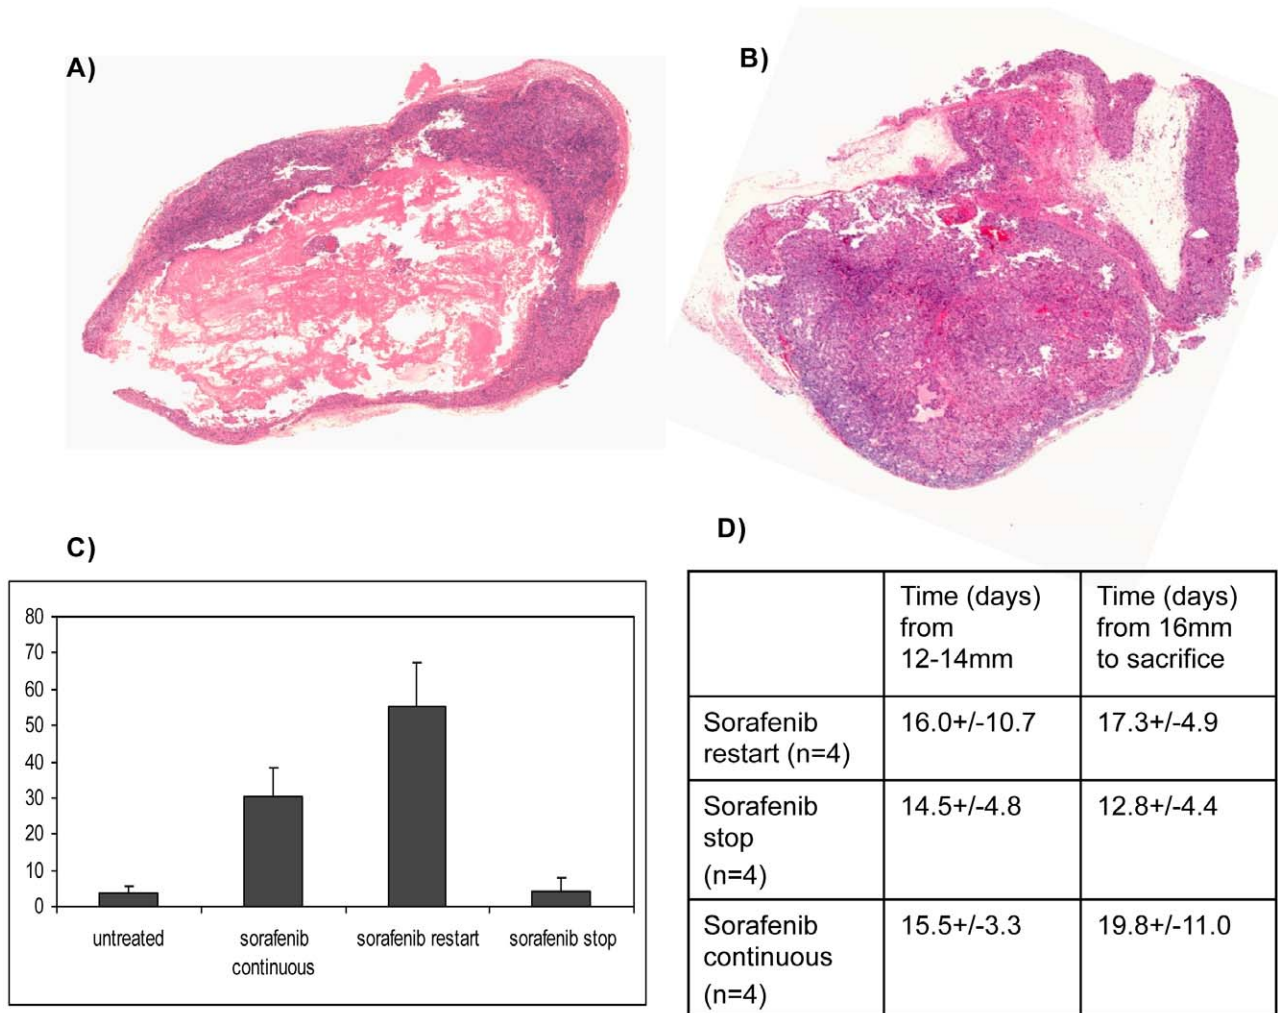 A)
B)
C)
80
70
60
50
40
30
20
10
0
untreated
sorafenib
continuous
sorafenib restart
sorafenib stop
D)
Time (days)
from
12-14mm
Time (days)
from 16mm
to sacrifice
Sorafenib
restart (n=4)
16.0+/-10.7
17.3+/-4.9
Sorafenib
stop
(n=4)
14.5+/-4.8
12.8+/-4.4
Sorafenib
continuous
(n=4)
15.5+/-3.3
19.8+/-11.0